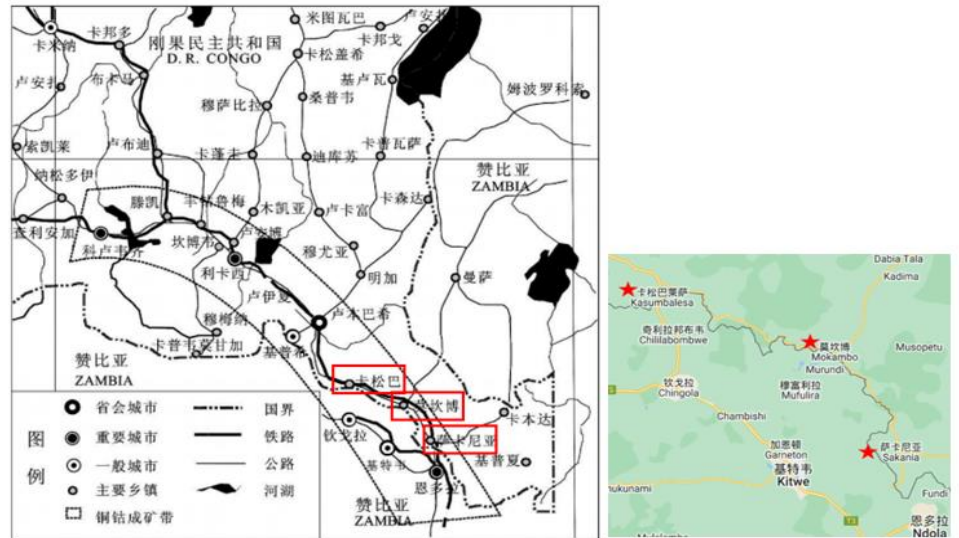 米图瓦巴
卢安扎
卡米纳
卡邦多
刚果民主共和国
D. R. CONGO
卡邦戈
卡松盖希
卢安扎
布卡马
基卢瓦
桑普韦
姆波罗科索
穆萨比拉
索凯莱
卢布迪
卡蓬多
迪库苏
卡普瓦萨
赞比亚
ZAMBIA
纳松多伊
滕凯
木凯亚
卢卡富
卡森达
查利安加
科卢韦齐
坎博韦
卢安博
穆尤亚
利卡西
明加
曼萨
卢伊夏
穆梅纳
卢本巴希
卡普韦莫甘加
基普希
赞比亚
ZAMBIA
卡松巴
莫坎博
卡本达
钦戈拉
萨卡尼亚
基特韦
基普夏
恩多拉
赞比亚
ZAMBIA
图
例
省会城市
国界
重要城市
铁路
一般城市
公路
主要乡镇
河湖
铜钴成矿带
Dabia Tala
Kadima
卡松巴莱萨
Kasumbalesa
奇利拉邦布韦
Chililabombwe
莫坎博
Mokambo
Murundi
Musopetu
钦戈拉
Chingola
穆富利拉
Mufulira
Chambishi
加恩顿
Garneton
萨卡尼亚
Sakania
基特韦
Kitwe
nukunami
Fundi
T3
恩多拉
Ndola